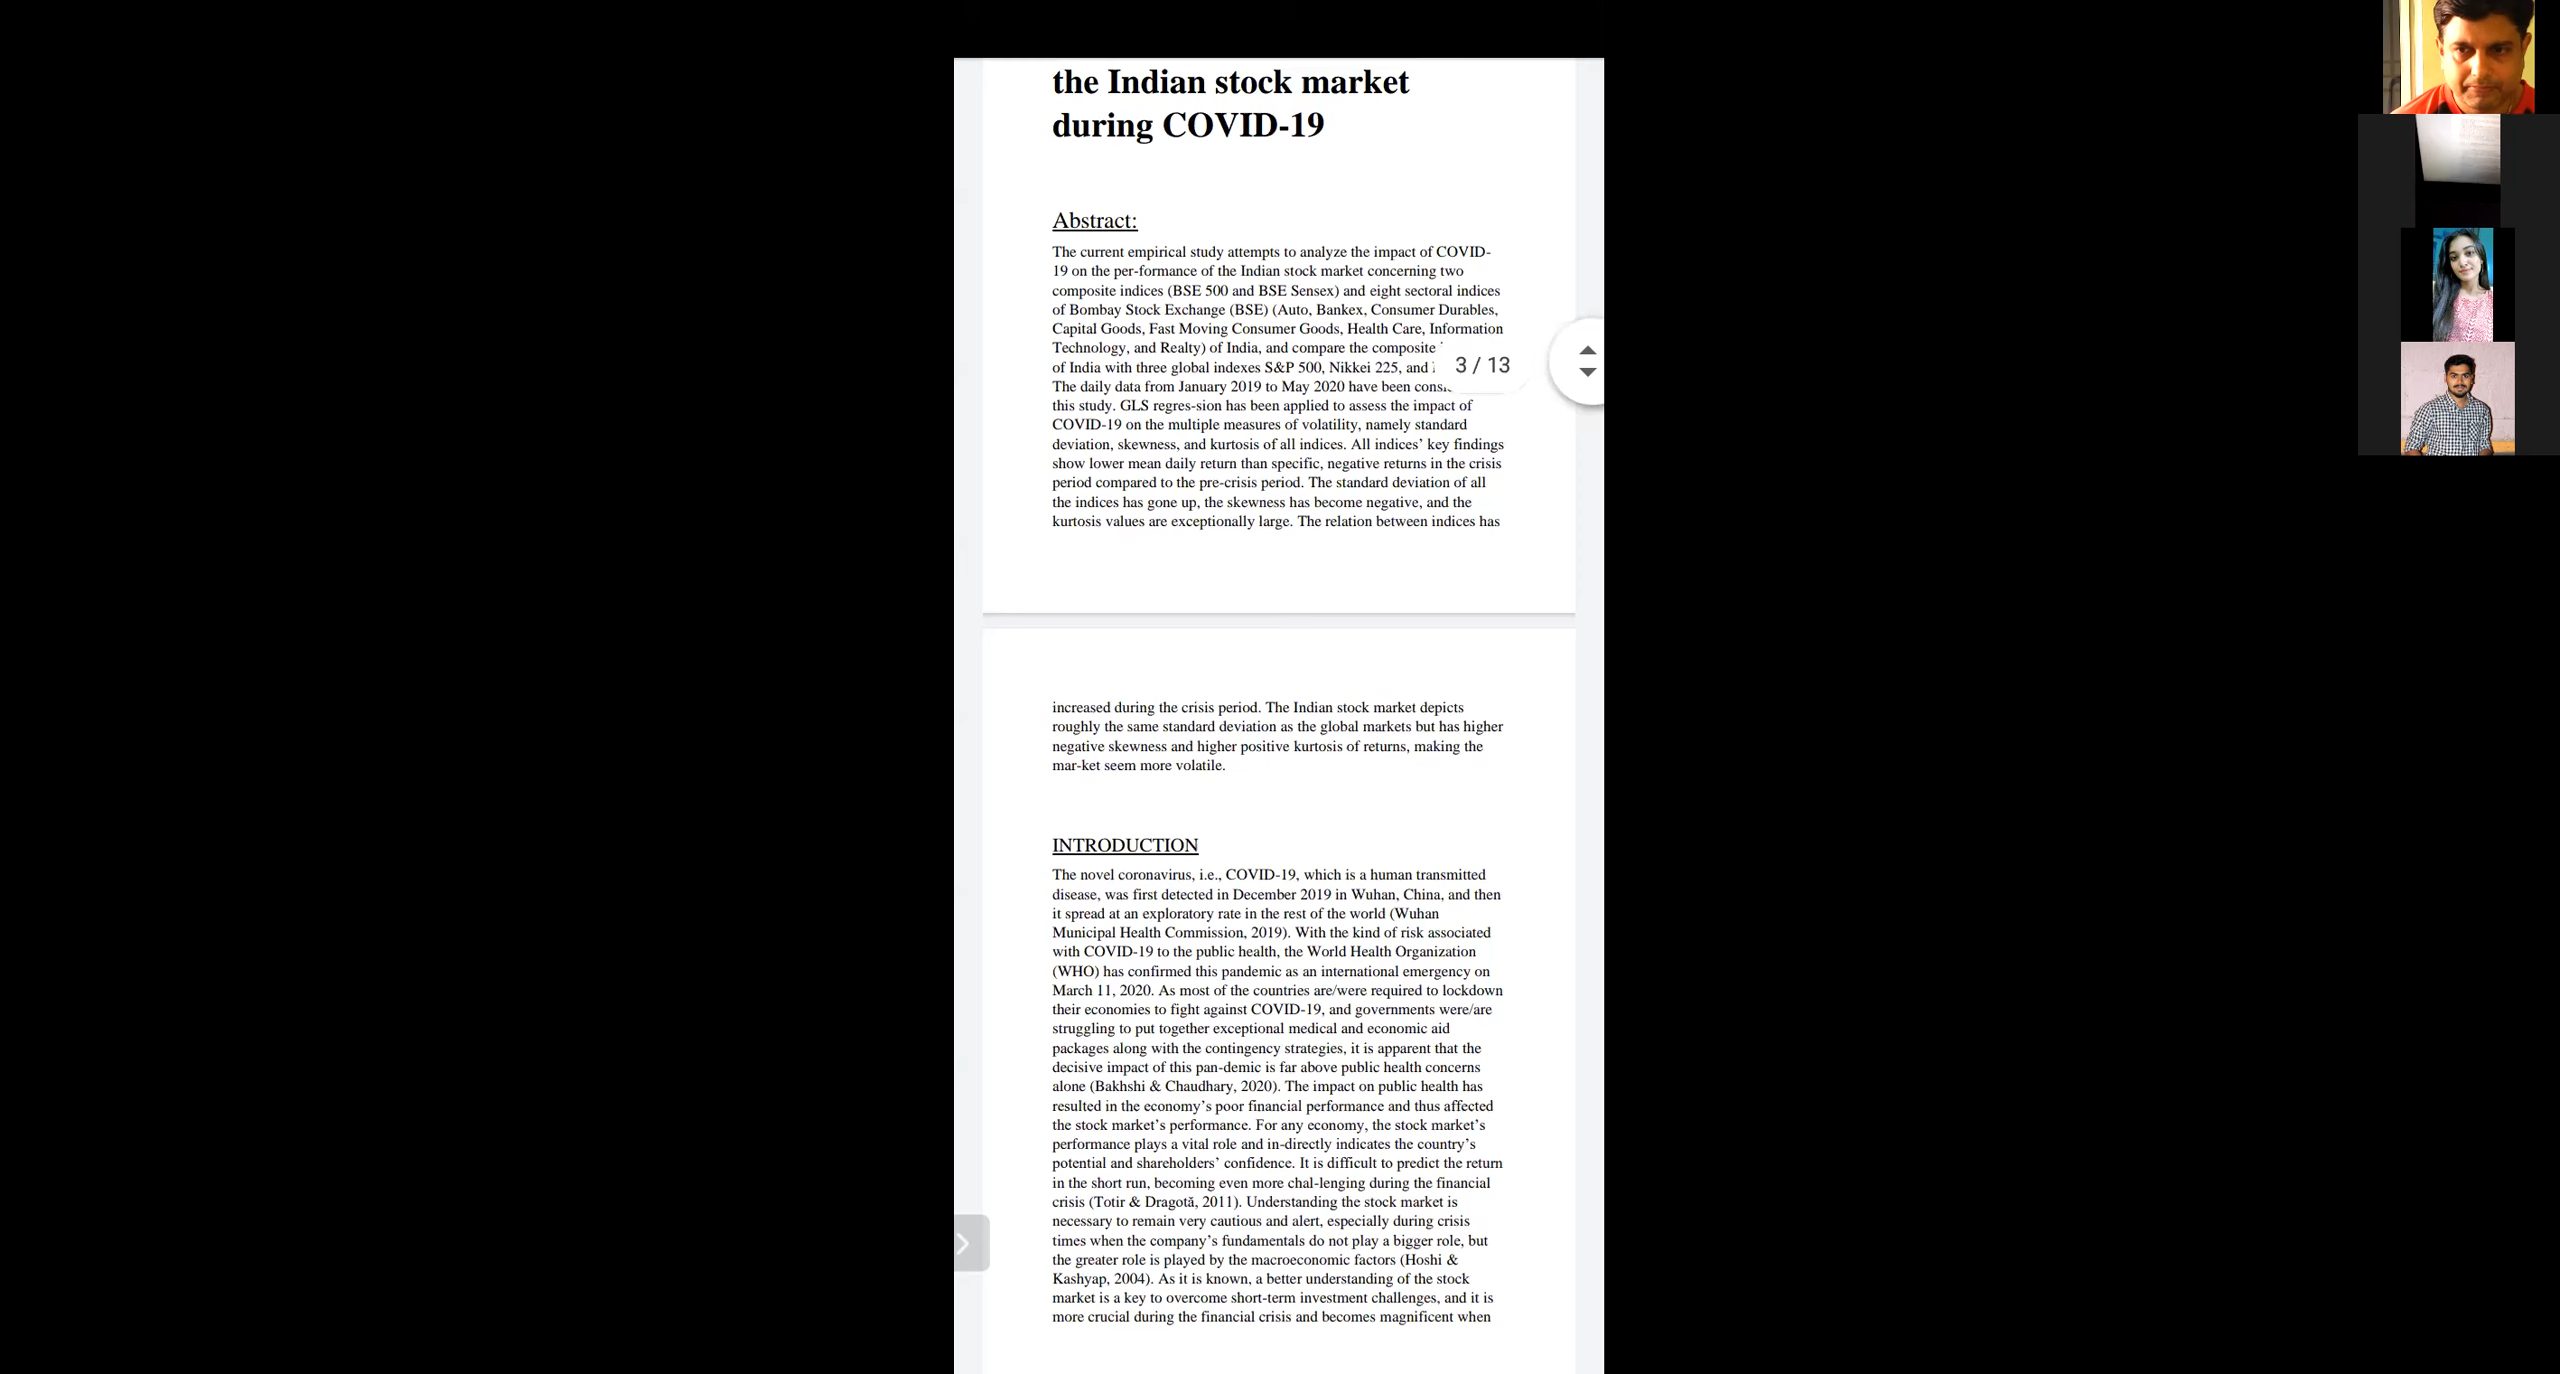 the Indian stock market
during COVID-19
Abstract:
The current empirical study attempts to analyze the impact of COVID-
19 on the per-formance of the Indian stock market concerning two
composite indices (BSE 500 and BSE Sensex) and eight sectoral indices
of Bombay Stock Exchange (BSE) (Auto, Bankex, Consumer Durables,
Capital Goods, Fast Moving Consumer Goods, Health Care, Information
Technology, and Realty) of India, and compare the composite
of India with three global indexes S&P 500, Nikkei 225, and
3 / 13
The daily data from January 2019 to May 2020 have been
this study. GLS regres-sion has been applied to assess the impact of
COVID-19 on the multiple measures of volatility, namely standard
deviation, skewness, and kurtosis of all indices. All indices’ key findings
show lower mean daily return than specific, negative returns in the crisis
period compared to the pre-crisis period. The standard deviation of all
the indices has gone up, the skewness has become negative, and the
kurtosis values are exceptionally large. The relation between indices has
increased during the crisis period. The Indian stock market depicts
roughly the same standard deviation as the global markets but has higher
negative skewness and higher positive kurtosis of returns, making the
mar-ket seem more volatile.
INTRODUCTION
The novel coronavirus, i.e., COVID-19, which is a human transmitted
disease, was first detected in December 2019 in Wuhan, China, and then
it spread at an exploratory rate in the rest of the world (Wuhan
Municipal Health Commission, 2019). With the kind of risk associated
with COVID-19 to the public health, the World Health Organization
(WHO) has confirmed this pandemic as an international emergency on
March 11, 2020. As most of the countries are/were required to lockdown
their economies to fight against COVID-19, and governments were/are
struggling to put together exceptional medical and economic aid
packages along with the contingency strategies, it is apparent that the
decisive impact of this pan-demic is far above public health concerns
alone (Bakhshi & Chaudhary, 2020). The impact on public health has
resulted in the economy’s poor financial performance and thus affected
the stock market’s performance. For any economy, the stock market’s
performance plays a vital role and in-directly indicates the country’s
potential and shareholders’ confidence. It is difficult to predict the return
in the short run, becoming even more chal-lenging during the financial
crisis (Totir & Dragotă, 2011). Understanding the stock market is
necessary to remain very cautious and alert, especially during crisis
times when the company’s fundamentals do not play a bigger role, but
the greater role is played by the macroeconomic factors (Hoshi &
Kashyap, 2004). As it is known, a better understanding of the stock
market is a key to overcome short-term investment challenges, and it is
more crucial during the financial crisis and becomes magnificent when